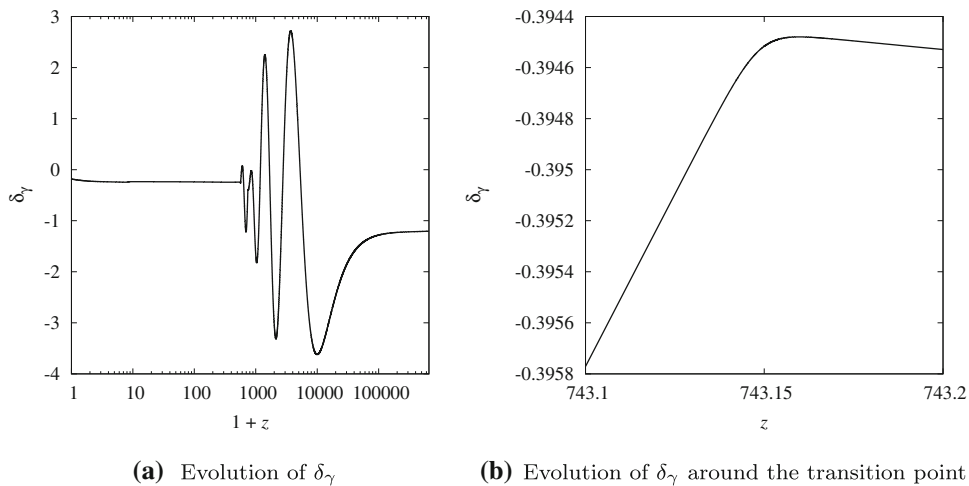 3
2
1
0
-1
-2
-3
-4
δγ
1 10 100 1000 10000 100000
1 + z
(a) Evolution of δγ
-0.3944
-0.3946
-0.3948
-0.395
-0.3952
-0.3954
-0.3956
-0.3958
δγ
743.1 743.15 743.2
z
(b) Evolution of δγ around the transition point